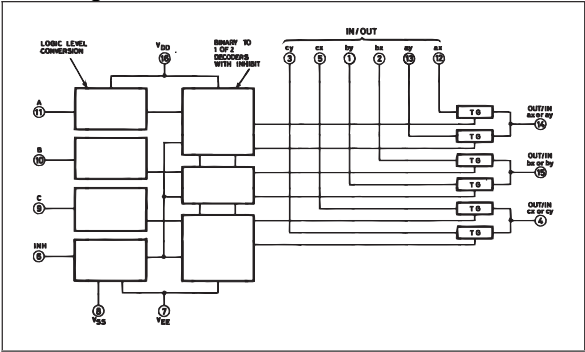 IN / OUT
LOGIC LEVEL
CONVERSION
VDD
16
BINARY TO
1 OF 2
DECODERS
WITH INHIBIT
cy
cx
by
bx
ay
ax
3
5
1
2
13
12
A
11
B
10
C
9
INH
6
8
VSS
7
VEE
TG
TG
TG
TG
TG
TG
OUT/IN
ax or ay
14
OUT/IN
bx or by
15
OUT/IN
cx or cy
4